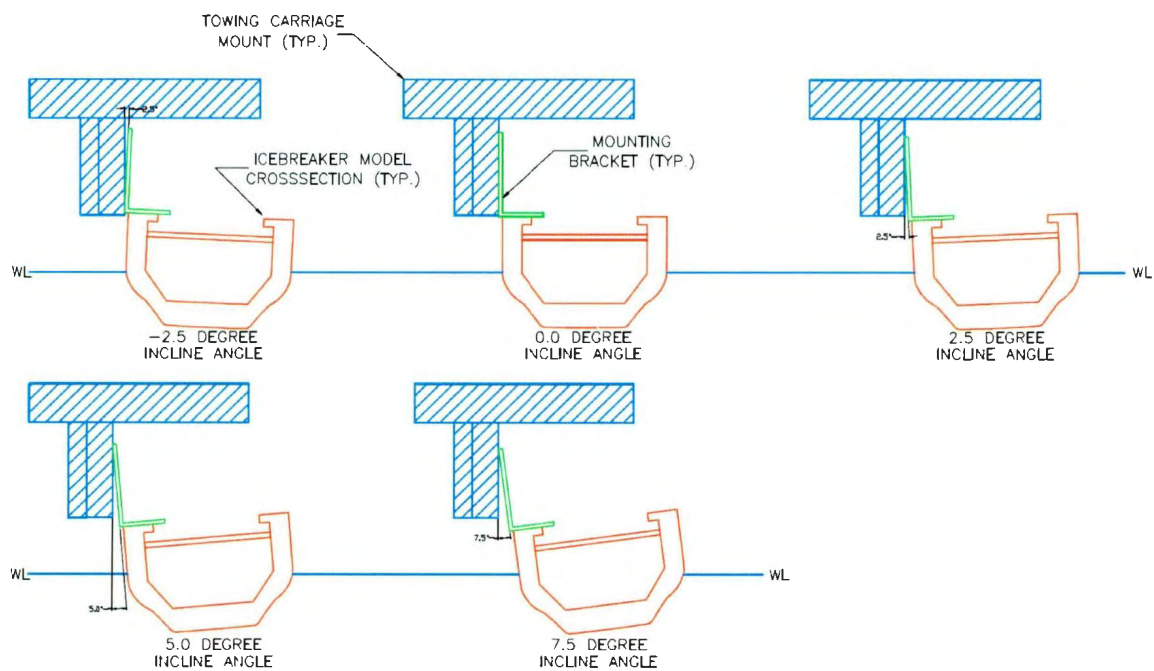 TOWING CARRIAGE
MOUNT (TYP.)
2.5°
ICEBREAKER MODEL
CROSSSECTION (TYP.)
MOUNTING
BRACKET (TYP.)
2.5°
WL
WL
−2.5 DEGREE
INCLINE ANGLE
0.0 DEGREE
INCLINE ANGLE
2.5 DEGREE
INCLINE ANGLE
7.5°
WL
WL
5.0°
5.0 DEGREE
INCLINE ANGLE
7.5 DEGREE
INCLINE ANGLE